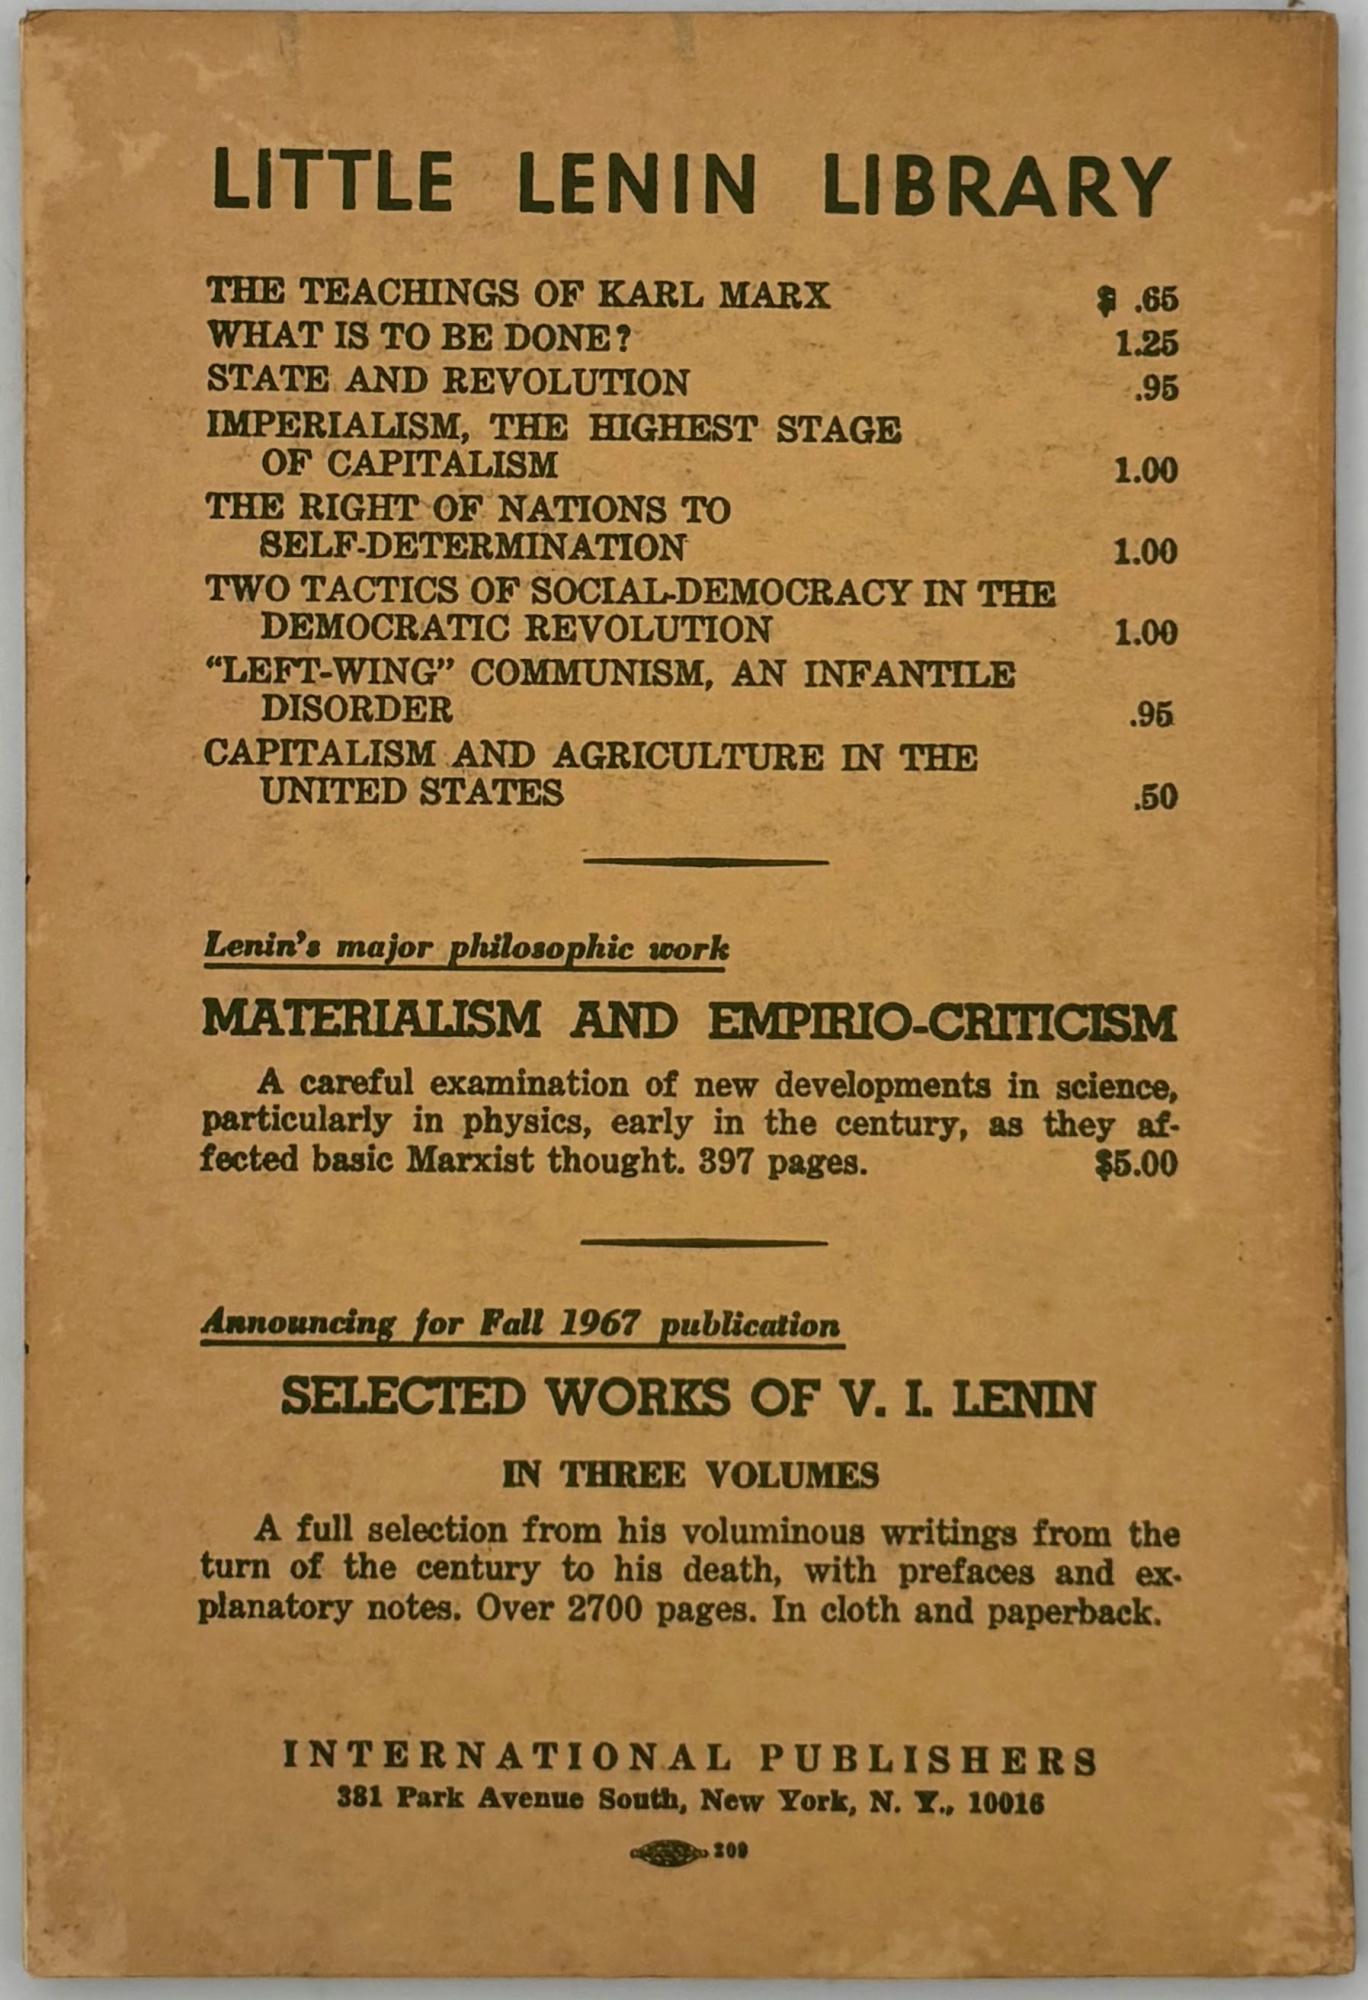 LITTLE LENIN LIBRARY
THE TEACHINGS OF KARL MARX $ .65
WHAT IS TO BE DONE? 1.25
STATE AND REVOLUTION .95
IMPERIALISM, THE HIGHEST STAGE
OF CAPITALISM 1.00
THE RIGHT OF NATIONS TO
SELF-DETERMINATION 1.00
TWO TACTICS OF SOCIAL-DEMOCRACY IN THE
DEMOCRATIC REVOLUTION 1.00
“LEFT-WING” COMMUNISM, AN INFANTILE
DISORDER .95
CAPITALISM AND AGRICULTURE IN THE
UNITED STATES .50
Lenin’s major philosophic work
MATERIALISM AND EMPIRIO-CRITICISM
A careful examination of new developments in science,
particularly in physics, early in the century, as they af-
fected basic Marxist thought. 397 pages. $5.00
Announcing for Fall 1967 publication
SELECTED WORKS OF V. I. LENIN
IN THREE VOLUMES
A full selection from his voluminous writings from the
turn of the century to his death, with prefaces and ex-
planatory notes. Over 2700 pages. In cloth and paperback.
INTERNATIONAL PUBLISHERS
381 Park Avenue South, New York, N. Y., 10016
209